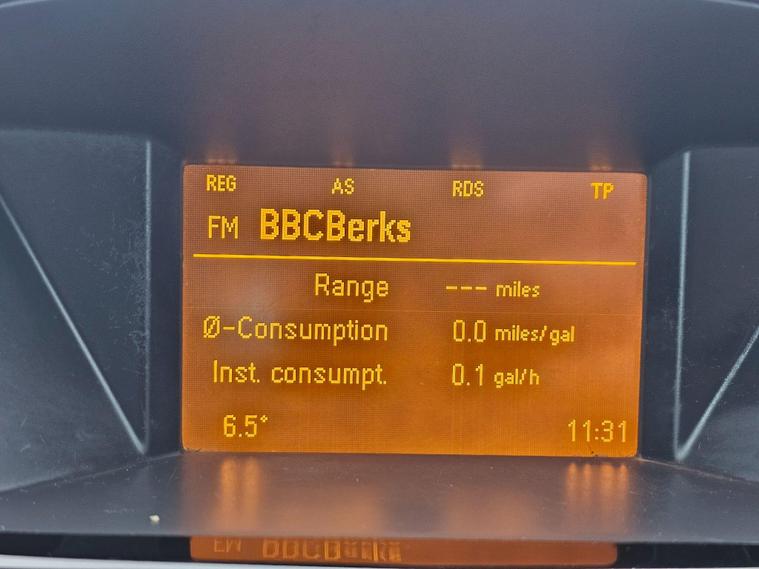 REG AS RDS TP
FM BBCBerks
Range --- miles
Ø-Consumption 0.0 miles/gal
Inst. consumpt. 0.1 gal/h
6.5° 11:31